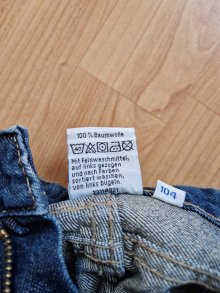 100 % Baumwolle
Mit Feinwaschmittel,
auf links gezogen
und nach Farben
sortiert waschen,
von links bügeln.
104